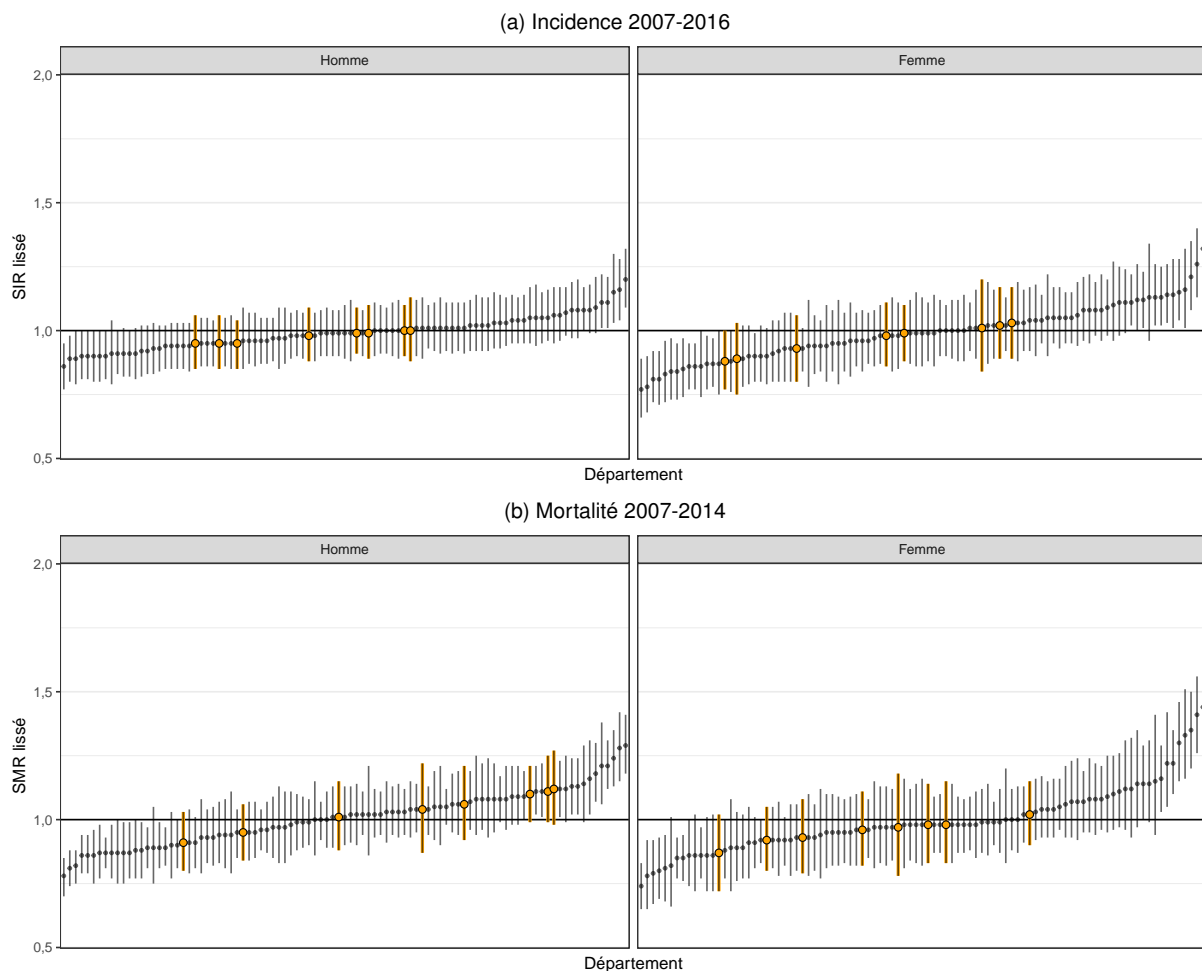 (a) Incidence 2007-2016
Homme
Femme
2,0
1,5
1,0
0,5
SIR lissé
Département
(b) Mortalité 2007-2014
Homme
Femme
2,0
1,5
1,0
0,5
SMR lissé
Département